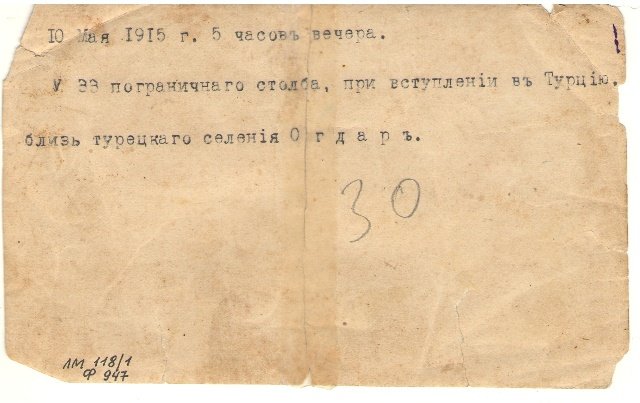 10 Мая 1915 г. 5 часовъ вечера.
У 33 пограничнаго столба, при вступленіи въ Турцію.
близь турецкаго селенія О г д а р ъ.
30
ЛМ 118/1
Ф 947